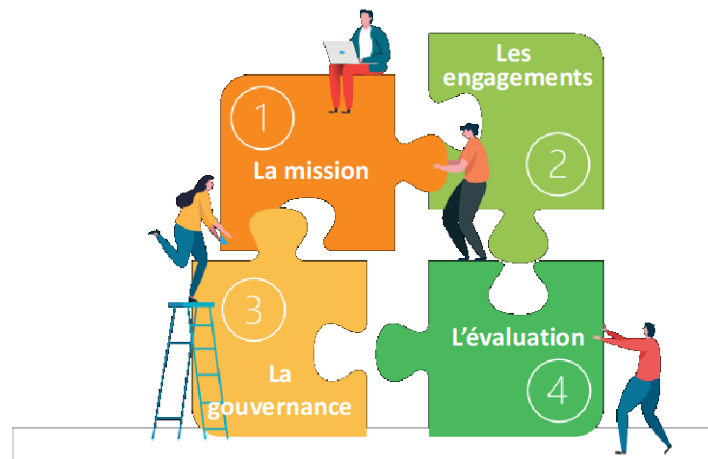 1
La mission
Les
engagements
2
3
La
gouvernance
L'évaluation
4